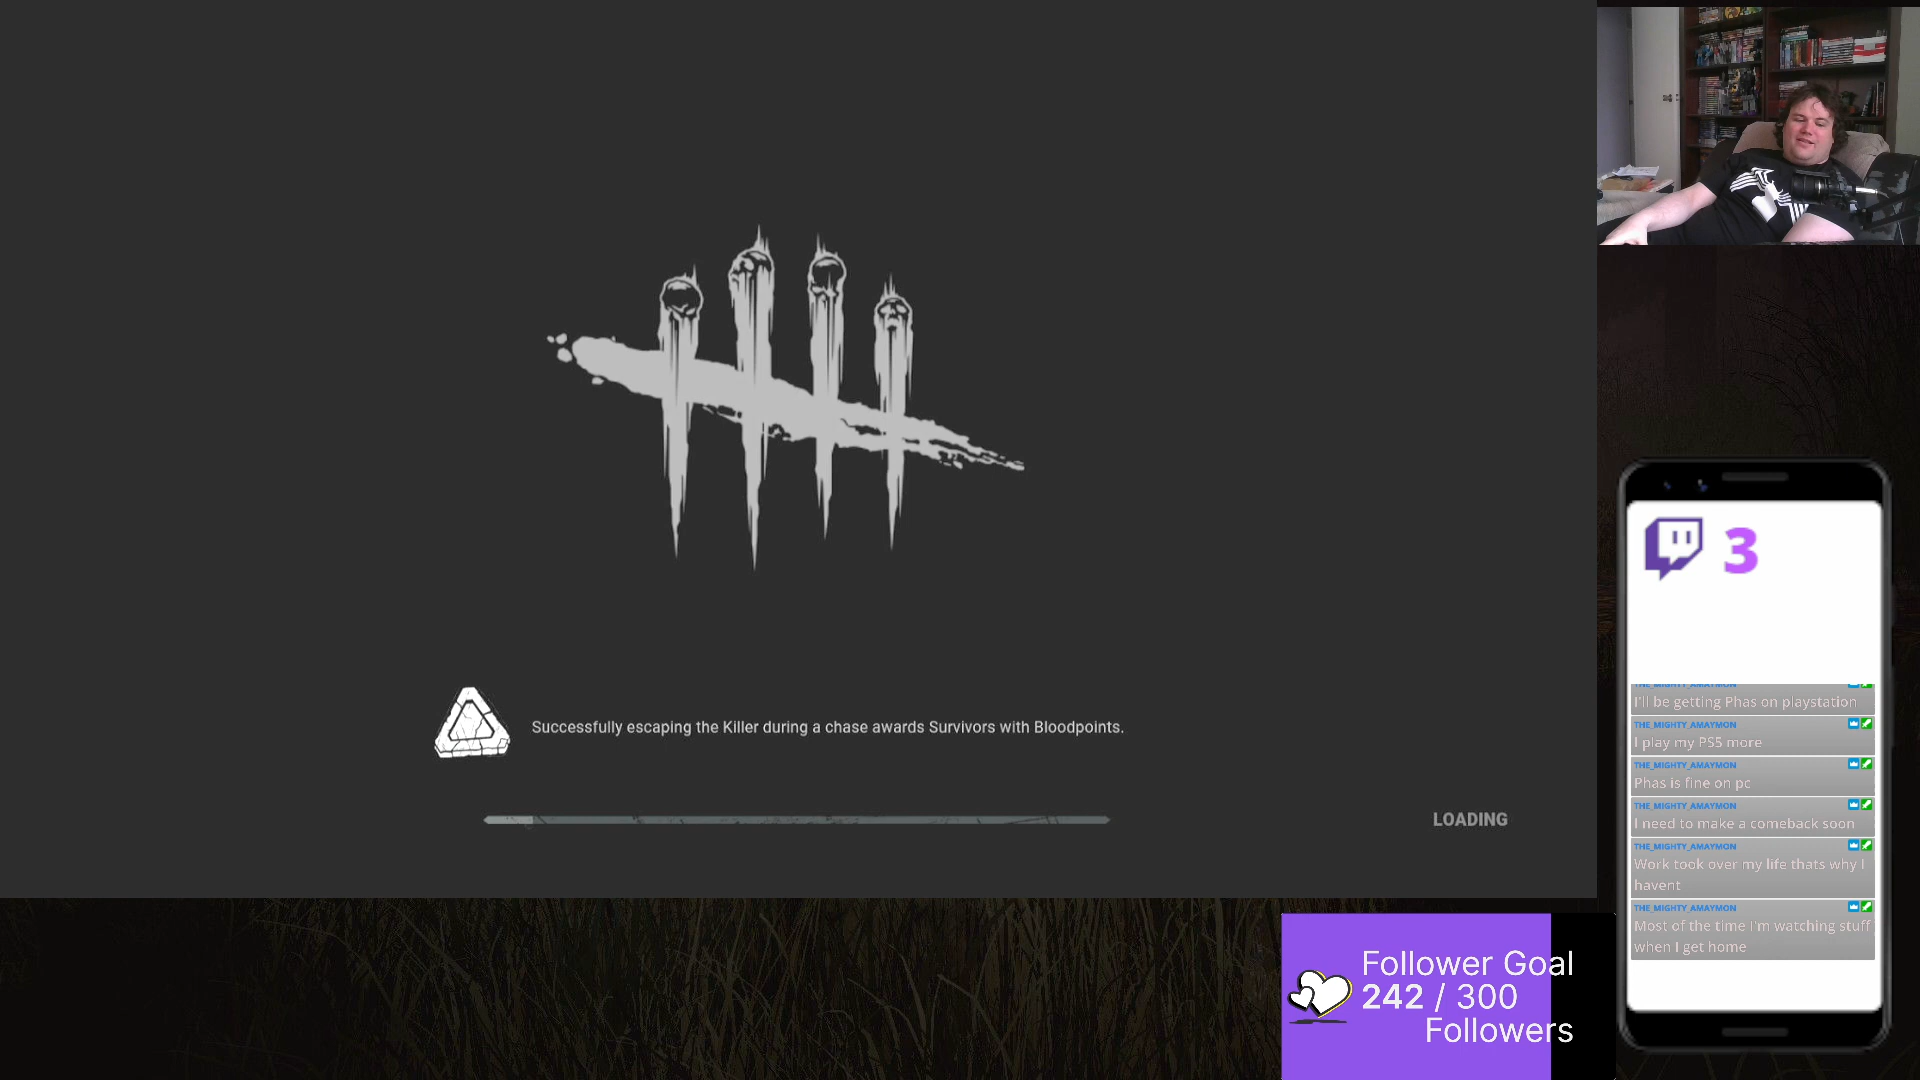 Successfully escaping the Killer during a chase awards Survivors with Bloodpoints.
LOADING
3
THE_MIGHTY_AMAYMON
I'll be getting Phas on playstation
THE_MIGHTY_AMAYMON
I play my PS5 more
THE_MIGHTY_AMAYMON
Phas is fine on pc
THE_MIGHTY_AMAYMON
I need to make a comeback soon
THE_MIGHTY_AMAYMON
Work took over my life thats why I
havent
THE_MIGHTY_AMAYMON
Most of the time I'm watching stuff
when I get home
Follower Goal
242 / 300
Followers